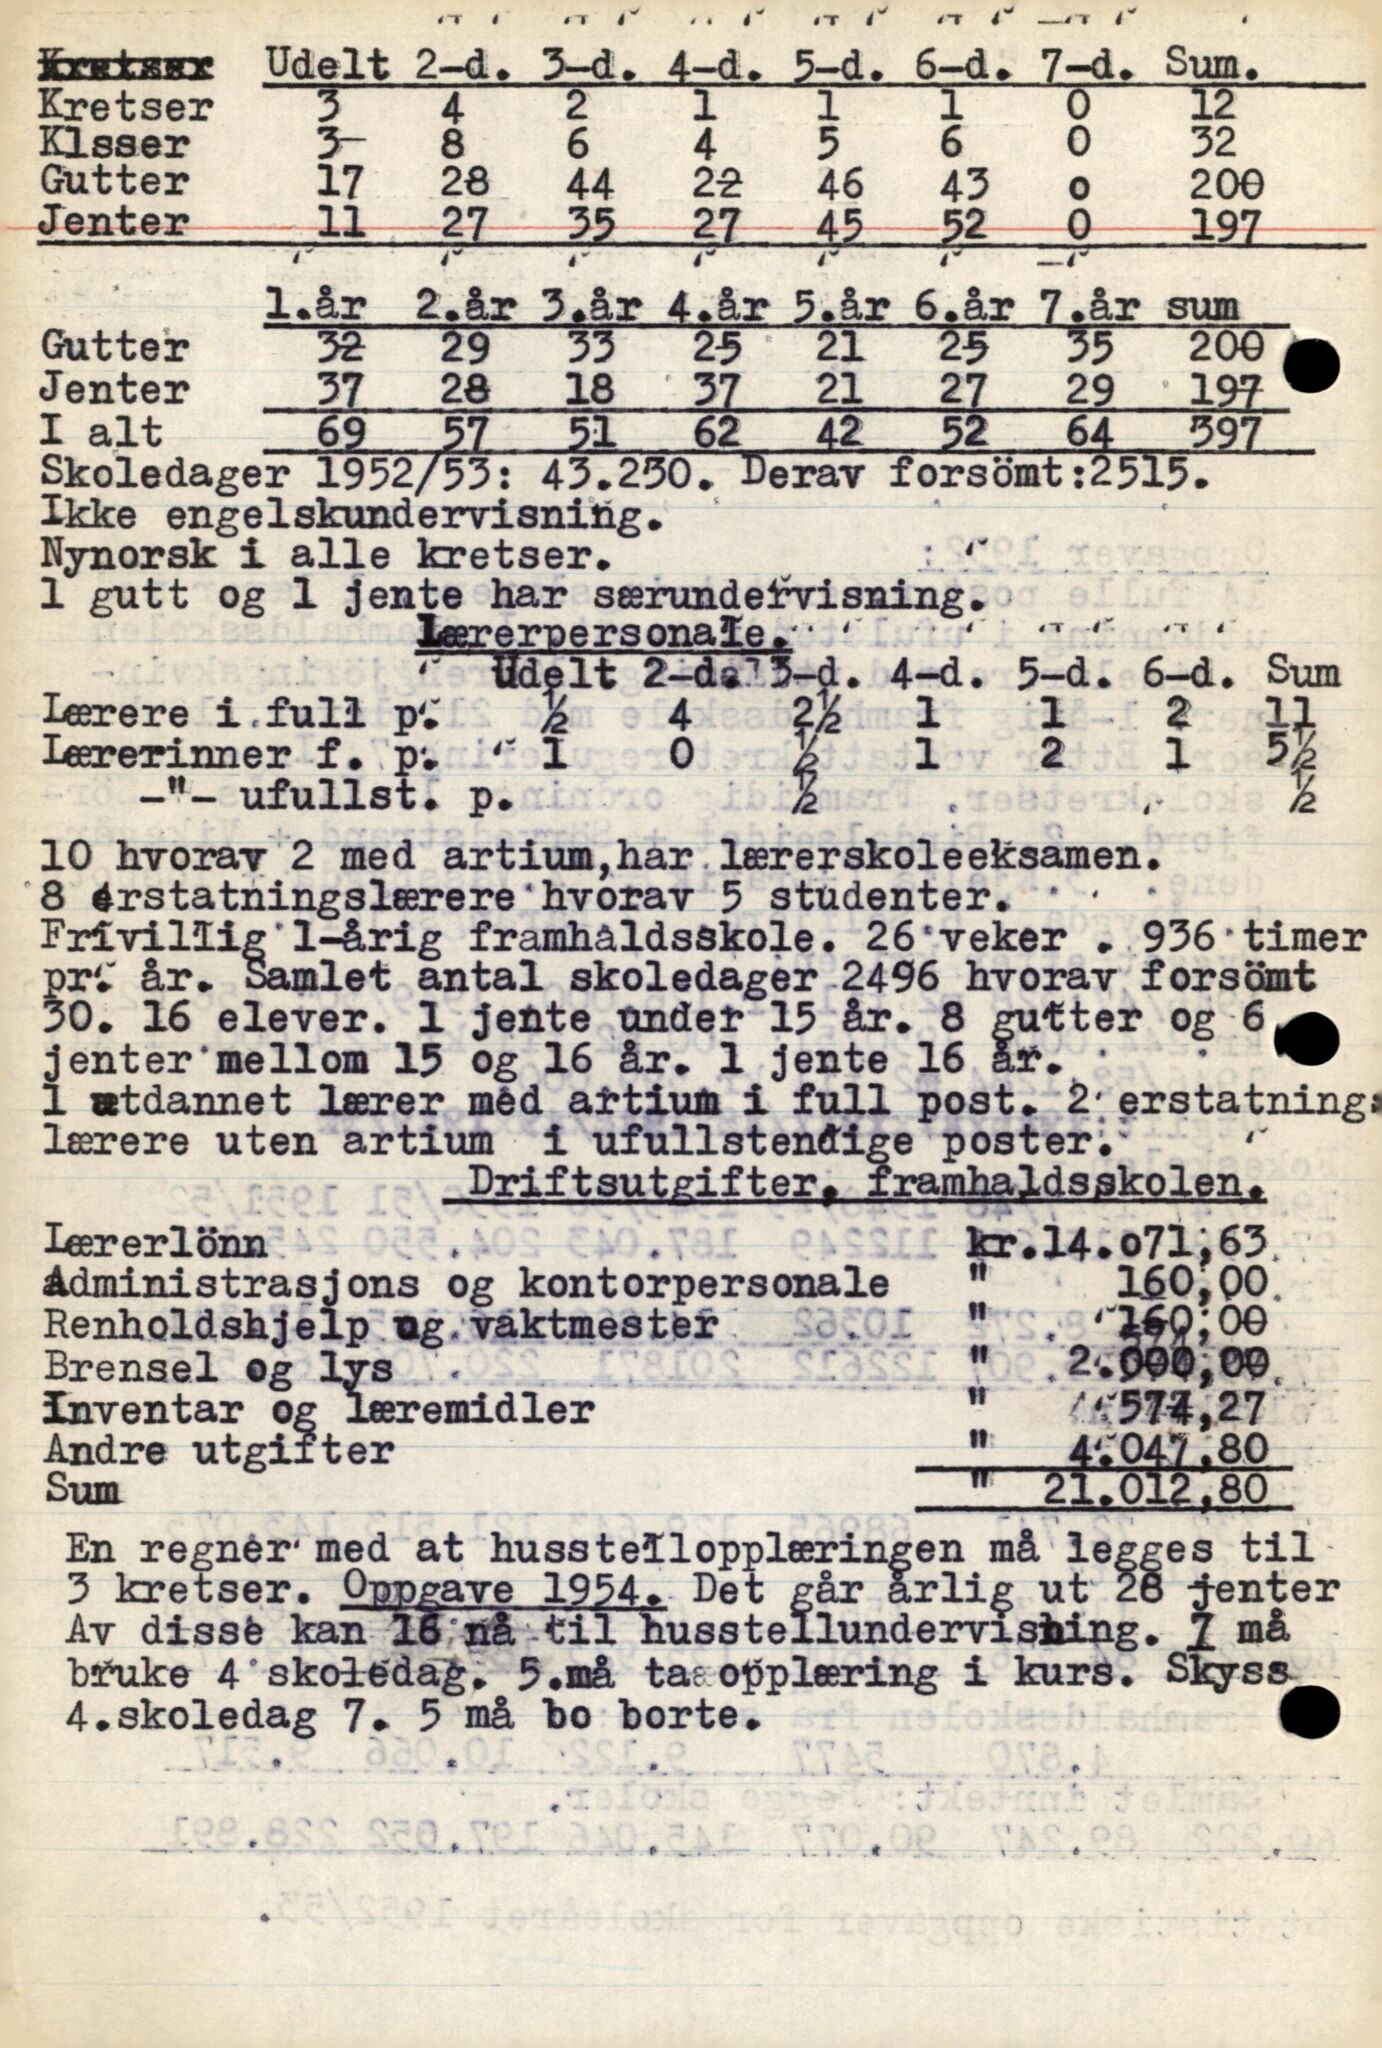 Kretser Udelt 2-d. 3-d. 4-d. 5-d. 6-d. 7-d. Sum.
Kretser 3 4 2 1 1 1 0 12
Klsser 3 8 6 4 5 6 0 32
Gutter 17 28 44 22 46 43 o 200
Jenter 11 27 35 27 45 52 0 197
1.år 2.år 3.år 4.år 5.år 6.år 7.år sum
Gutter 32 29 33 25 21 25 35 200
Jenter 37 28 18 37 21 27 29 197
I alt 69 57 51 62 42 52 64 397
Skoledager 1952/53: 43.230. Derav forsömt:2515.
Ikke engelskundervisning.
Nynorsk i alle kretser.
1 gutt og 1 jente har særundervisning.
Lærerpersonale.
Udelt 2-d. 3-d. 4-d. 5-d. 6-d. Sum
Lærere i full p. ½ 4 2½ 1 1 2 11
Lærerinner f. p. 1 0 ½ 1 2 1 5½
-"- ufullst. p. ½ ½
10 hvorav 2 med artium,har lærerskoleeksamen.
8 erstatningslærere hvorav 5 studenter.
Frivillig 1-årig framhaldsskole. 26 veker . 936 timer
pr. år. Samlet antal skoledager 2496 hvorav forsömt
30. 16 elever. 1 jente under 15 år. 8 gutter og 6
jenter mellom 15 og 16 år. 1 jente 16 år.
1 utdannet lærer med artium i full post. 2 erstatnings
lærere uten artium i ufullstendige poster.
Driftsutgifter, framhaldsskolen.
Lærerlönn kr.14.o71,63
Administrasjons og kontorpersonale " 160,00
Renholdshjelp og vaktmester " 160,00
Brensel og lys " 2.000,00
Inventar og læremidler " 574,27
Andre utgifter " 4.047.80
Sum " 21.012,80
En regner med at husstellopplæringen må legges til
3 kretser. Oppgave 1954. Det går årlig ut 28 jenter
Av disse kan 16 nå til husstellundervisning. 7 må
bruke 4 skoledag. 5.må ta opplæring i kurs. Skyss
4.skoledag 7. 5 må bo borte.